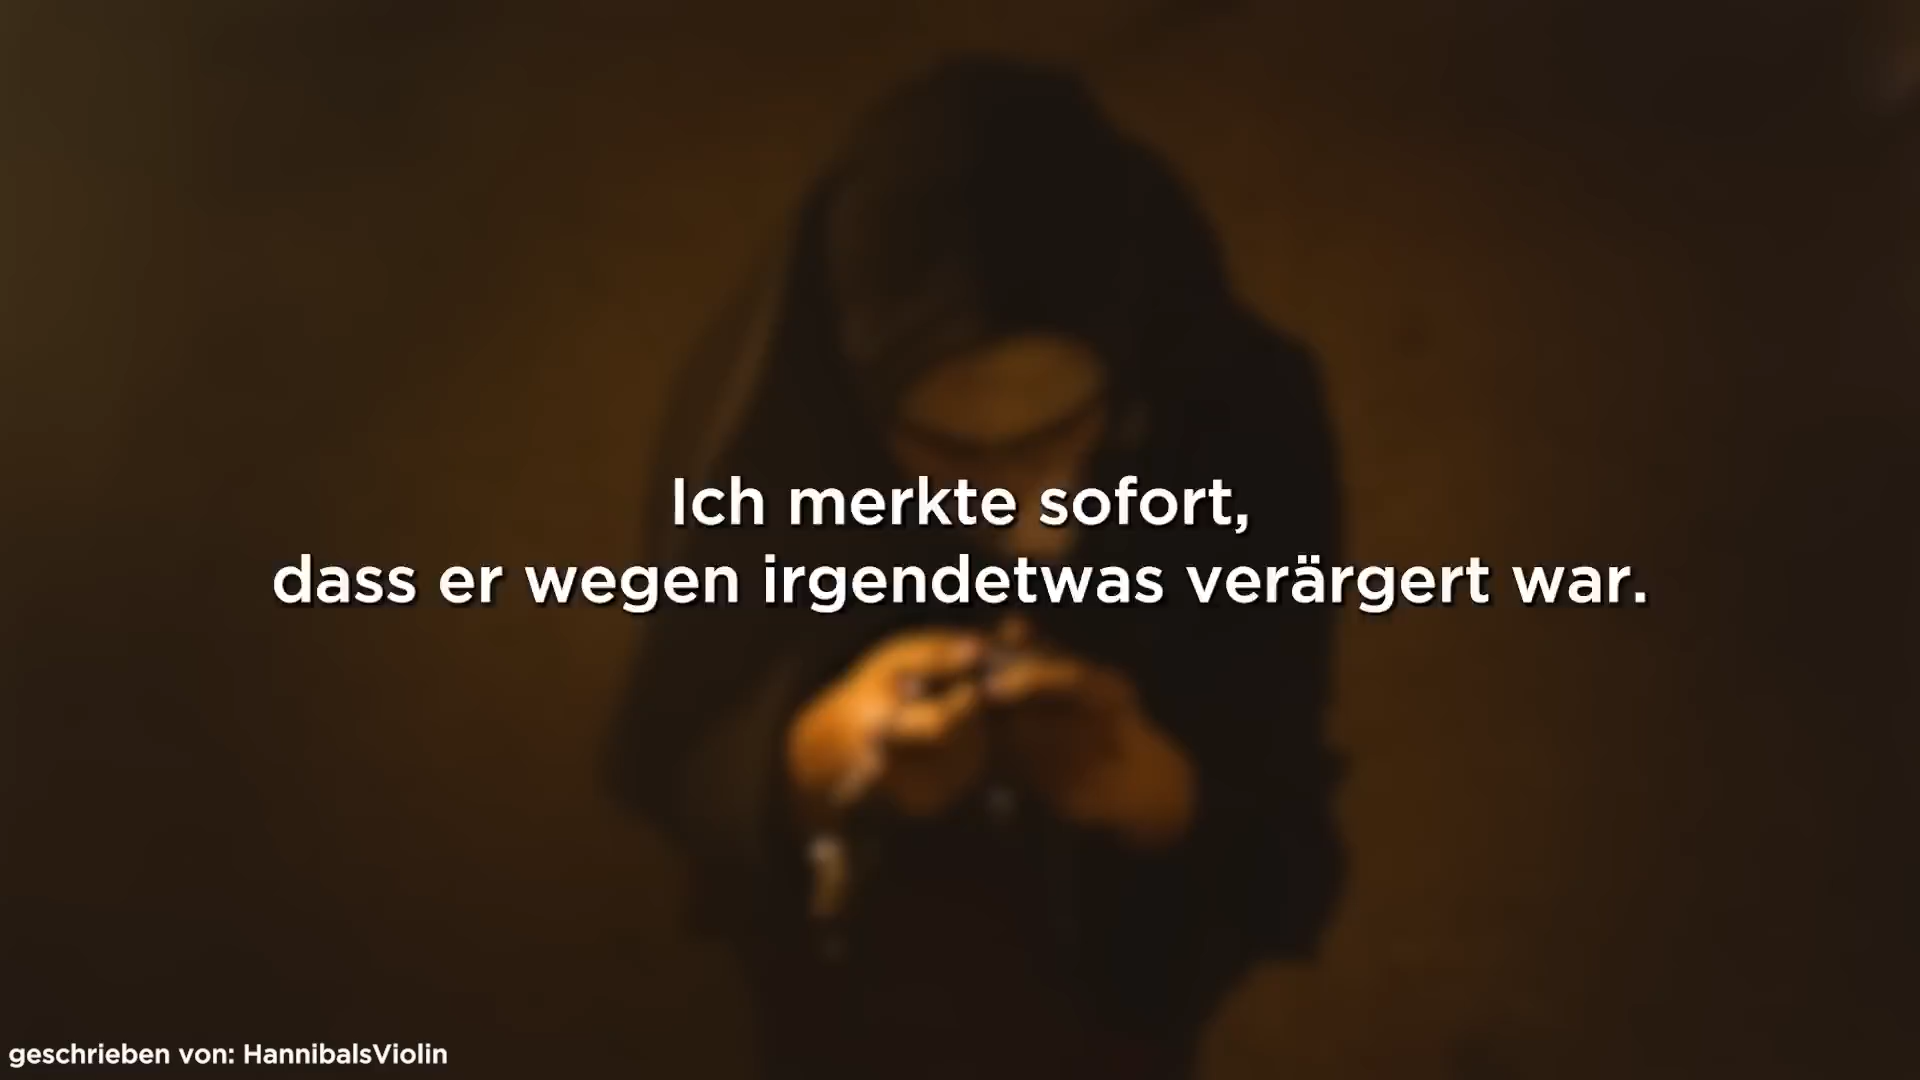 Ich merkte sofort,
dass er wegen irgendetwas verärgert war.
geschrieben von: HannibalsViolin